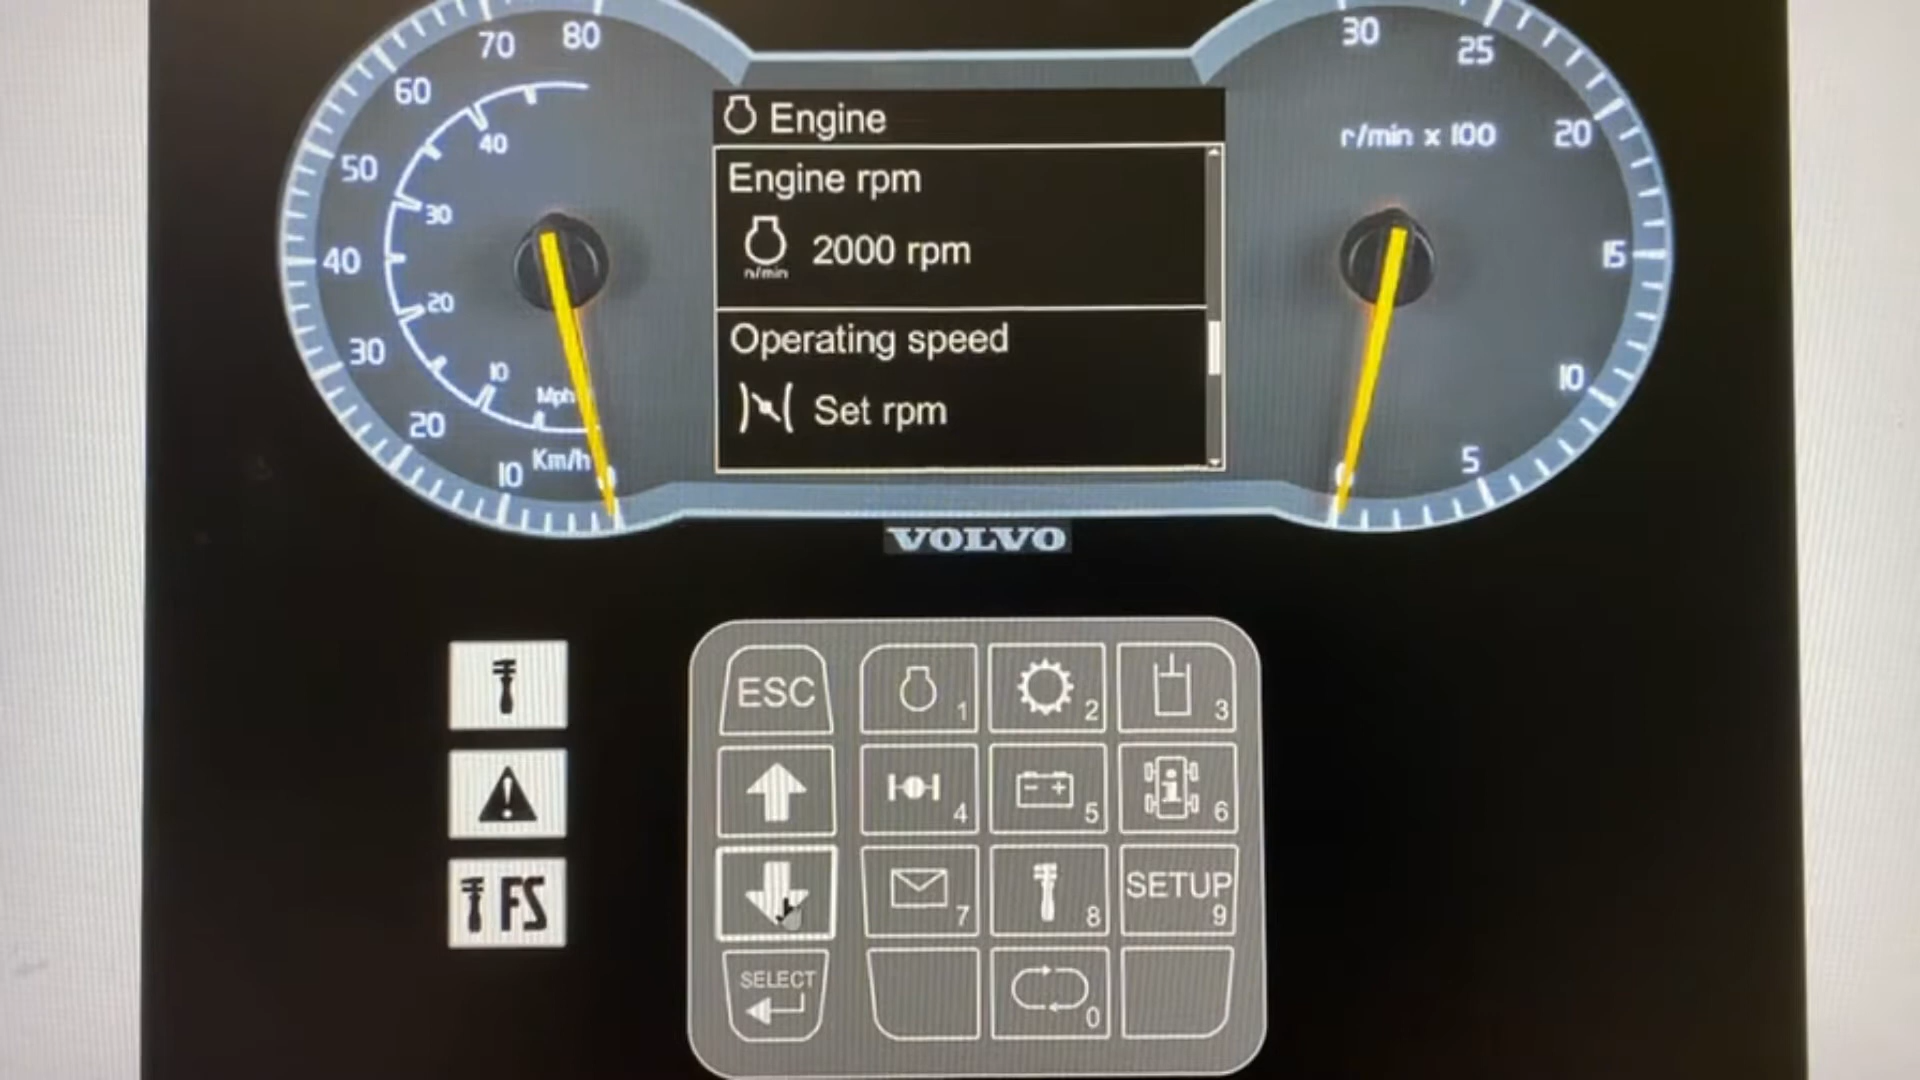 80
70
60
50
40
30
20
10
40
30
20
10
Mph
Km/h
Engine
Engine rpm
n/min
2000 rpm
Operating speed
Set rpm
30
25
20
15
10
5
r/min x 100
VOLVO
FS
ESC
1
2
3
4
- +
5
i
6
7
8
SETUP
9
SELECT
0